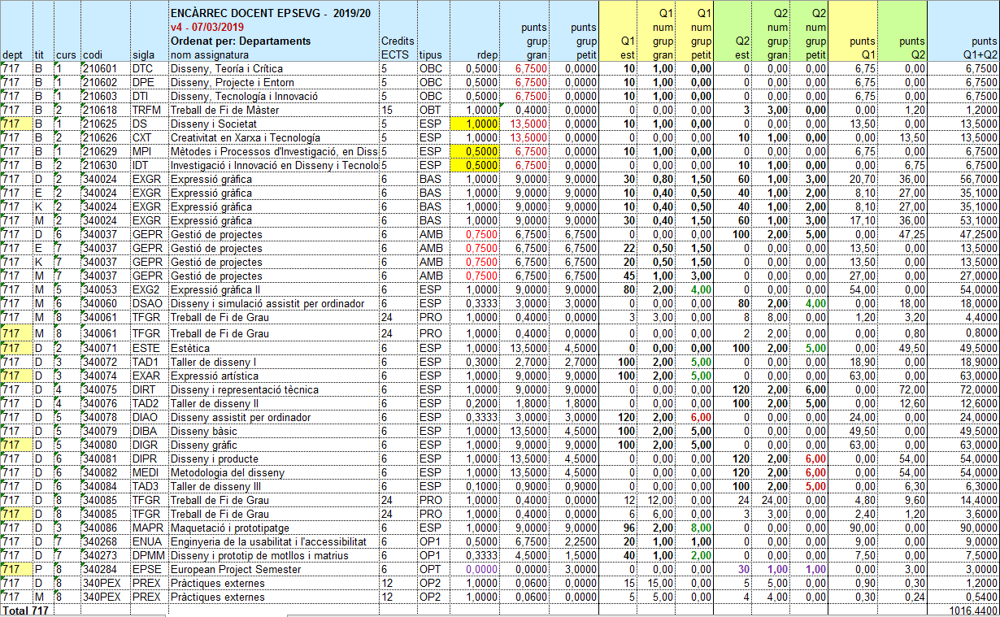 ENCÀRREC DOCENT EPSEVG - 2019/20 Q1 Q1 Q2 Q2
v4 - 07/03/2019 punts punts num num num num
Ordenat per: Departaments Credits grup grup Q1 grup grup Q2 grup grup punts punts punts
dept tit curs codi sigla nom assignatura ECTS tipus rdep gran petit est gran petit est gran petit Q1 Q2 Q1+Q2
717 B 1 210601 DTC Disseny, Teoría i Crítica 5 OBC 0,5000 6,7500 0,0000 10 1,00 0,00 0 0,00 0,00 6,75 0,00 6,7500
717 B 1 210602 DPE Disseny, Projecte i Entorn 5 OBC 0,5000 6,7500 0,0000 10 1,00 0,00 0 0,00 0,00 6,75 0,00 6,7500
717 B 1 210603 DTI Disseny, Tecnología i Innovació 5 OBC 0,5000 6,7500 0,0000 10 1,00 0,00 0 0,00 0,00 6,75 0,00 6,7500
717 B 2 210618 TRFM Treball de Fi de Màster 15 OBT 1,0000 0,4000 0,0000 0 0,00 0,00 3 3,00 0,00 0,00 1,20 1,2000
717 B 1 210625 DS Disseny i Societat 5 ESP 1,0000 13,5000 0,0000 10 1,00 0,00 0 0,00 0,00 13,50 0,00 13,5000
717 B 2 210626 CXT Creativitat en Xarxa i Tecnología 5 ESP 1,0000 13,5000 0,0000 0 0,00 0,00 10 1,00 0,00 0,00 13,50 13,5000
717 B 1 210629 MPI Mètodes i Processos d'Investigació, en Diss 5 ESP 0,5000 6,7500 0,0000 10 1,00 0,00 0 0,00 0,00 6,75 0,00 6,7500
717 B 2 210630 IDT Investigació i Innovació en Disseny i Tecnolo 5 ESP 0,5000 6,7500 0,0000 0 0,00 0,00 10 1,00 0,00 0,00 6,75 6,7500
717 D 2 340024 EXGR Expressió gràfica 6 BAS 1,0000 9,0000 9,0000 30 0,80 1,50 60 1,00 3,00 20,70 36,00 56,7000
717 E 2 340024 EXGR Expressió gràfica 6 BAS 1,0000 9,0000 9,0000 10 0,40 0,50 40 1,00 2,00 8,10 27,00 35,1000
717 K 2 340024 EXGR Expressió gràfica 6 BAS 1,0000 9,0000 9,0000 10 0,40 0,50 40 1,00 2,00 8,10 27,00 35,1000
717 M 2 340024 EXGR Expressió gràfica 6 BAS 1,0000 9,0000 9,0000 30 0,40 1,50 60 1,00 3,00 17,10 36,00 53,1000
717 D 6 340037 GEPR Gestió de projectes 6 AMB 0,7500 6,7500 6,7500 0 0,00 0,00 100 2,00 5,00 0,00 47,25 47,2500
717 E 7 340037 GEPR Gestió de projectes 6 AMB 0,7500 6,7500 6,7500 22 0,50 1,50 0 0,00 0,00 13,50 0,00 13,5000
717 K 7 340037 GEPR Gestió de projectes 6 AMB 0,7500 6,7500 6,7500 20 0,50 1,50 0 0,00 0,00 13,50 0,00 13,5000
717 M 7 340037 GEPR Gestió de projectes 6 AMB 0,7500 6,7500 6,7500 45 1,00 3,00 0 0,00 0,00 27,00 0,00 27,0000
717 M 5 340053 EXG2 Expressió gràfica II 6 ESP 1,0000 9,0000 9,0000 80 2,00 4,00 0 0,00 0,00 54,00 0,00 54,0000
717 M 6 340060 DSAO Disseny i simulació assistit per ordinador 6 ESP 0,3333 3,0000 3,0000 0 0,00 0,00 80 2,00 4,00 0,00 18,00 18,0000
717 M 8 340061 TFGR Treball de Fi de Grau 24 PRO 1,0000 0,4000 0,0000 3 3,00 0,00 8 8,00 0,00 1,20 3,20 4,4000
717 M 8 340061 TFGR Treball de Fi de Grau 24 PRO 1,0000 0,4000 0,0000 0 0,00 0,00 2 2,00 0,00 0,00 0,80 0,8000
717 D 2 340071 ESTE Estètica 6 ESP 1,0000 13,5000 4,5000 0 0,00 0,00 100 2,00 5,00 0,00 49,50 49,5000
717 D 3 340072 TAD1 Taller de disseny I 6 ESP 0,3000 2,7000 2,7000 100 2,00 5,00 0 0,00 0,00 18,90 0,00 18,9000
717 D 3 340074 EXAR Expressió artística 6 ESP 1,0000 9,0000 9,0000 100 2,00 5,00 0 0,00 0,00 63,00 0,00 63,0000
717 D 4 340075 DIRT Disseny i representació tècnica 6 ESP 1,0000 9,0000 9,0000 0 0,00 0,00 120 2,00 6,00 0,00 72,00 72,0000
717 D 4 340076 TAD2 Taller de disseny II 6 ESP 0,2000 1,8000 1,8000 0 0,00 0,00 100 2,00 5,00 0,00 12,60 12,6000
717 D 5 340078 DIAO Disseny assistit per ordinador 6 ESP 0,3333 3,0000 3,0000 120 2,00 6,00 0 0,00 0,00 24,00 0,00 24,0000
717 D 5 340079 DIBA Disseny bàsic 6 ESP 1,0000 13,5000 4,5000 100 2,00 5,00 0 0,00 0,00 49,50 0,00 49,5000
717 D 5 340080 DIGR Disseny gràfic 6 ESP 1,0000 9,0000 9,0000 100 2,00 5,00 0 0,00 0,00 63,00 0,00 63,0000
717 D 6 340081 DIPR Disseny i producte 6 ESP 1,0000 13,5000 4,5000 0 0,00 0,00 120 2,00 6,00 0,00 54,00 54,0000
717 D 6 340082 MEDI Metodologia del disseny 6 ESP 1,0000 13,5000 4,5000 0 0,00 0,00 120 2,00 6,00 0,00 54,00 54,0000
717 D 6 340084 TAD3 Taller de disseny III 6 ESP 0,1000 0,9000 0,9000 0 0,00 0,00 100 2,00 5,00 0,00 6,30 6,3000
717 D 8 340085 TFGR Treball de Fi de Grau 24 PRO 1,0000 0,4000 0,0000 12 12,00 0,00 24 24,00 0,00 4,80 9,60 14,4000
717 D 8 340085 TFGR Treball de Fi de Grau 24 PRO 1,0000 0,4000 0,0000 6 6,00 0,00 3 3,00 0,00 2,40 1,20 3,6000
717 D 3 340086 MAPR Maquetació i prototipatge 6 ESP 1,0000 9,0000 9,0000 96 2,00 8,00 0 0,00 0,00 90,00 0,00 90,0000
717 D 7 340268 ENUA Enginyeria de la usabilitat i l'accessibilitat 6 OP1 0,5000 6,7500 2,2500 20 1,00 1,00 0 0,00 0,00 9,00 0,00 9,0000
717 D 7 340273 DPMM Disseny i prototip de motllos i matrius 6 OP1 0,3333 4,5000 1,5000 40 1,00 2,00 0 0,00 0,00 7,50 0,00 7,5000
717 P 8 340284 EPSE European Project Semester 6 OPT 0,0000 0,0000 3,0000 0 0,00 0,00 30 1,00 1,00 0,00 3,00 3,0000
717 D 8 340PEX PREX Pràctiques externes 12 OP2 1,0000 0,0600 0,0000 15 15,00 0,00 5 5,00 0,00 0,90 0,30 1,2000
717 M 8 340PEX PREX Pràctiques externes 12 OP2 1,0000 0,0600 0,0000 5 5,00 0,00 4 4,00 0,00 0,30 0,24 0,5400
Total 717 1016,4400